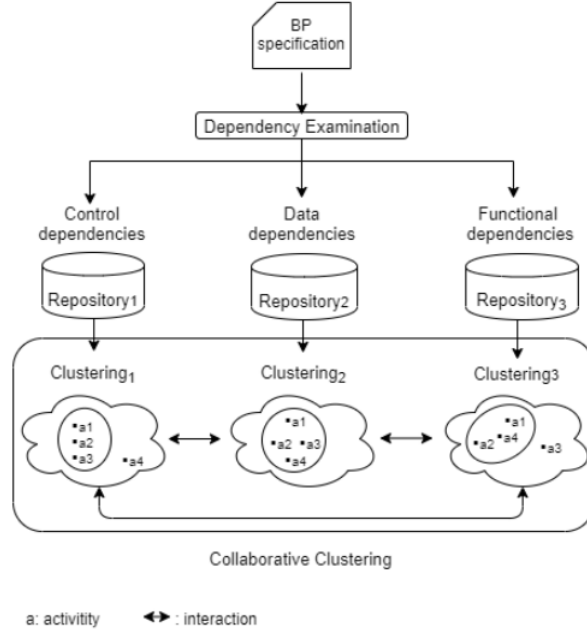 BP
specification
Dependency Examination
Control
dependencies
Data
dependencies
Functional
dependencies
Repository1
Repository2
Repository3
Clustering1
Clustering2
Clustering3
a1
a2
a3
a4
a1
a2 a3
a4
a1
a2 a4
a3
Collaborative Clustering
a: activitity : interaction